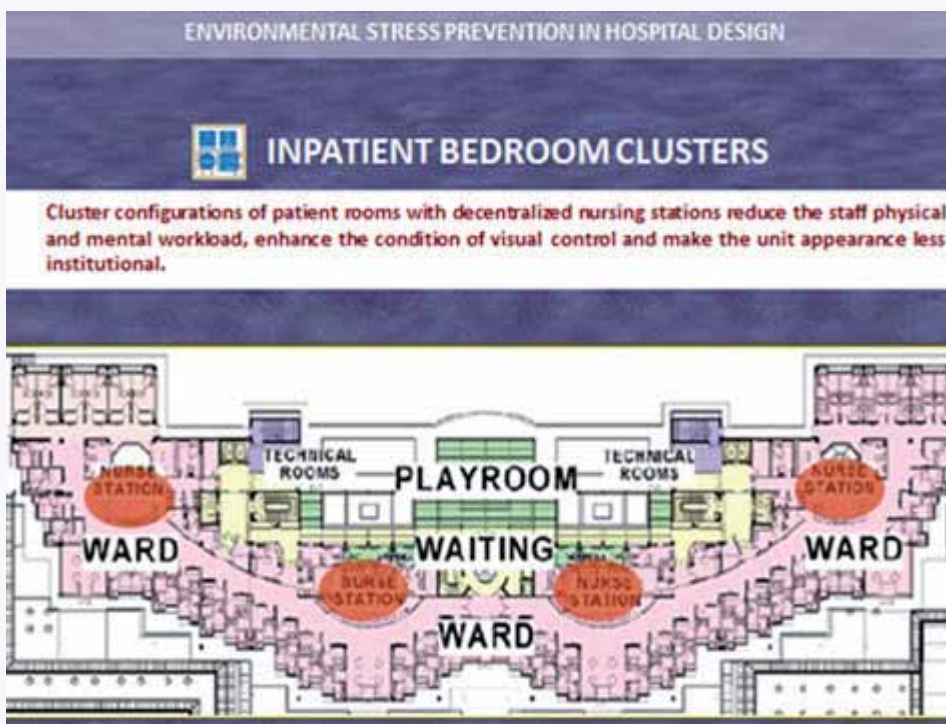 ENVIRONMENTAL STRESS PREVENTION IN HOSPITAL DESIGN
INPATIENT BEDROOM CLUSTERS
Cluster configurations of patient rooms with decentralized nursing stations reduce the staff physical
and mental workload, enhance the condition of visual control and make the unit appearance less
institutional.
TECHNICAL
ROOMS
PLAYROOM
TECHNICAL
ROOMS
NURSE
STATION
NURSE
STATION
WARD
WAITING
WARD
NURSE
STATION
NURSE
STATION
WARD